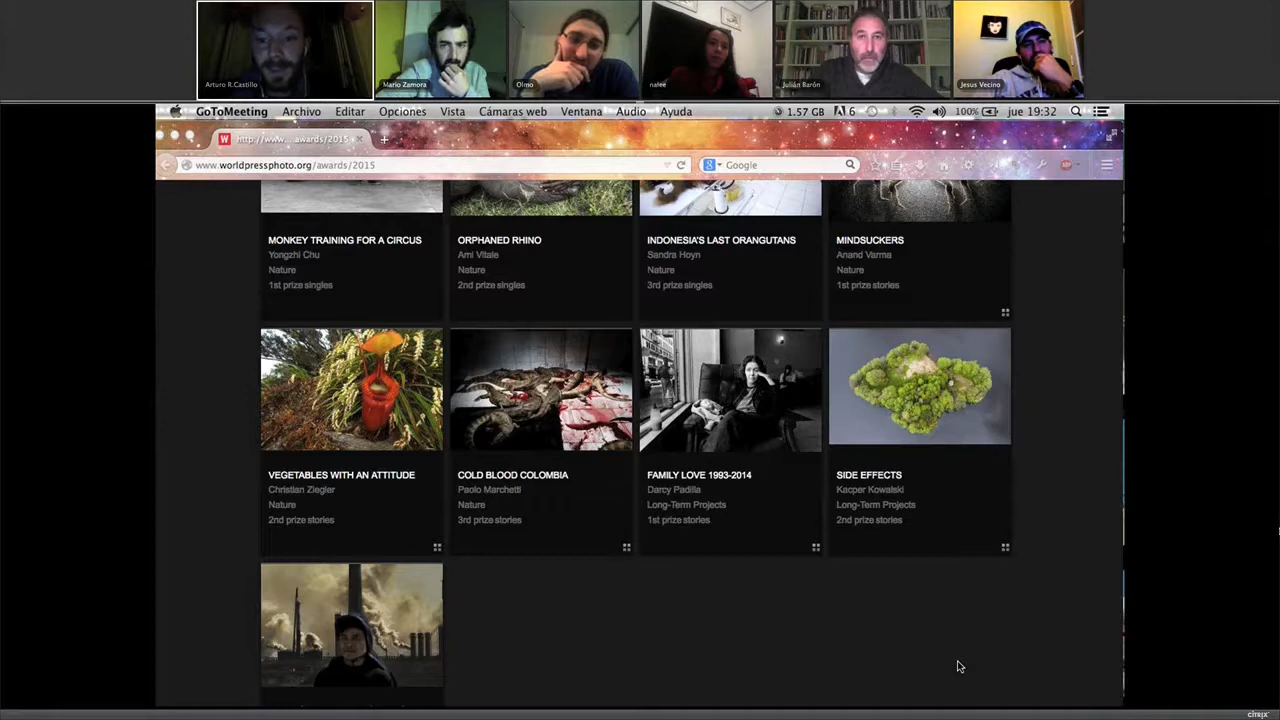 Arturo R.Castillo
Mario Zamora
Olmo
nalee
Julián Barón
Jesus Vecino
GoToMeeting Archivo Editar Opciones Vista Cámaras web Ventana Audio Ayuda 1.57 GB 6 100% jue 19:32
http://www.... awards/2015
www.worldpressphoto.org/awards/2015
Google
MONKEY TRAINING FOR A CIRCUS
Yongzhi Chu
Nature
1st prize singles
ORPHANED RHINO
Ami Vitale
Nature
2nd prize singles
INDONESIA'S LAST ORANGUTANS
Sandra Hoyn
Nature
3rd prize singles
MINDSUCKERS
Anand Varma
Nature
1st prize stories
VEGETABLES WITH AN ATTITUDE
Christian Ziegler
Nature
2nd prize stories
COLD BLOOD COLOMBIA
Paolo Marchetti
Nature
3rd prize stories
FAMILY LOVE 1993-2014
Darcy Padilla
Long-Term Projects
1st prize stories
SIDE EFFECTS
Kacper Kowalski
Long-Term Projects
2nd prize stories
CITRIX